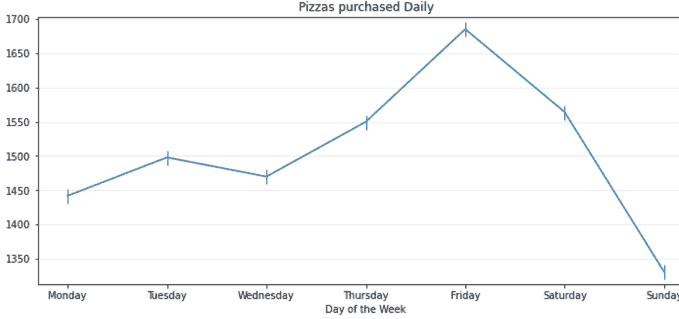 Pizzas purchased Daily
1700
1650
1600
1550
1500
1450
1400
1350
Monday Tuesday Wednesday Thursday Friday Saturday Sunday
Day of the Week